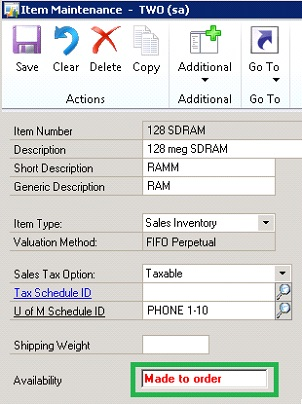 Item Maintenance - TWO (sa)
Save Clear Delete Copy Additional Go To
Actions Additional Go To
Item Number 128 SDRAM
Description 128 meg SDRAM
Short Description RAMM
Generic Description RAM
Item Type: Sales Inventory
Valuation Method: FIFO Perpetual
Sales Tax Option: Taxable
Tax Schedule ID
U of M Schedule ID PHONE 1-10
Shipping Weight
Availability Made to order